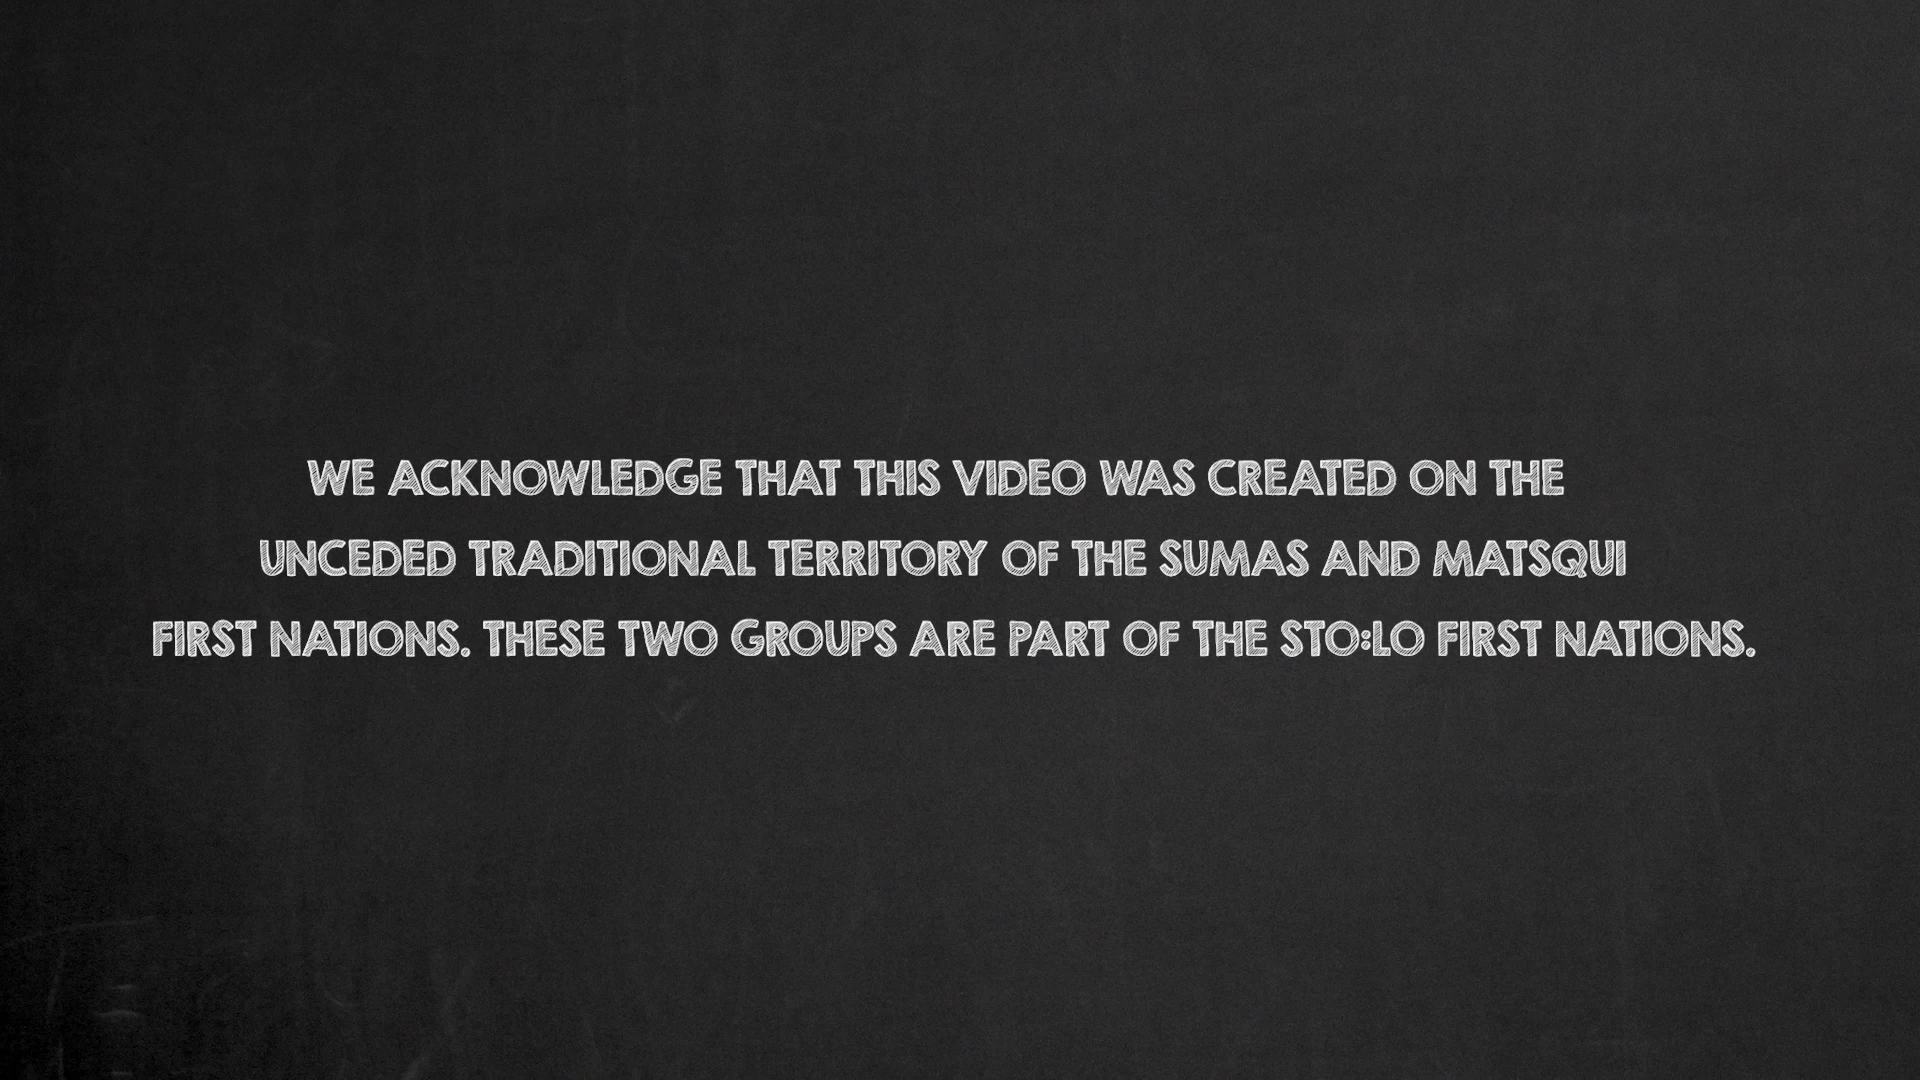 WE ACKNOWLEDGE THAT THIS VIDEO WAS CREATED ON THE
UNCEDED TRADITIONAL TERRITORY OF THE SUMAS AND MATSQUI
FIRST NATIONS. THESE TWO GROUPS ARE PART OF THE STO:LO FIRST NATIONS.